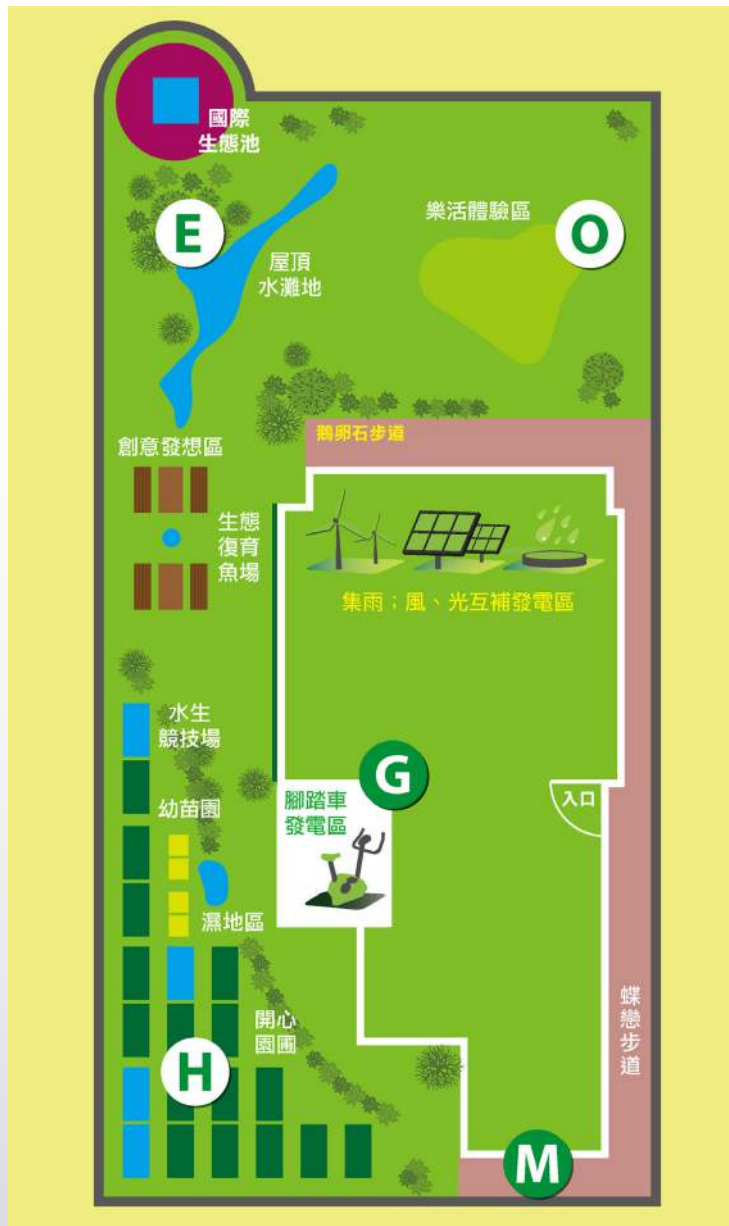 國際
生態池
E
屋頂
水灘地
樂活體驗區
O
鵝卵石步道
創意發想區
生態
復育
魚場
集雨；風、光互補發電區
水生
競技場
G
腳踏車
發電區
入口
幼苗園
濕地區
開心
園圃
H
蝶戀步道
M